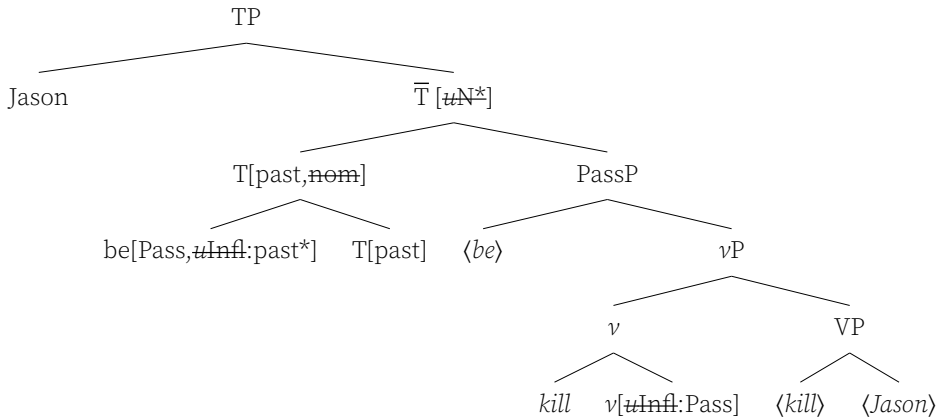 TP
Jason T̅ [uN*]
T[past,nom] PassP
be[Pass,uInfl:past*] T[past] ⟨be⟩ vP
v VP
kill v[uInfl:Pass] ⟨kill⟩ ⟨Jason⟩